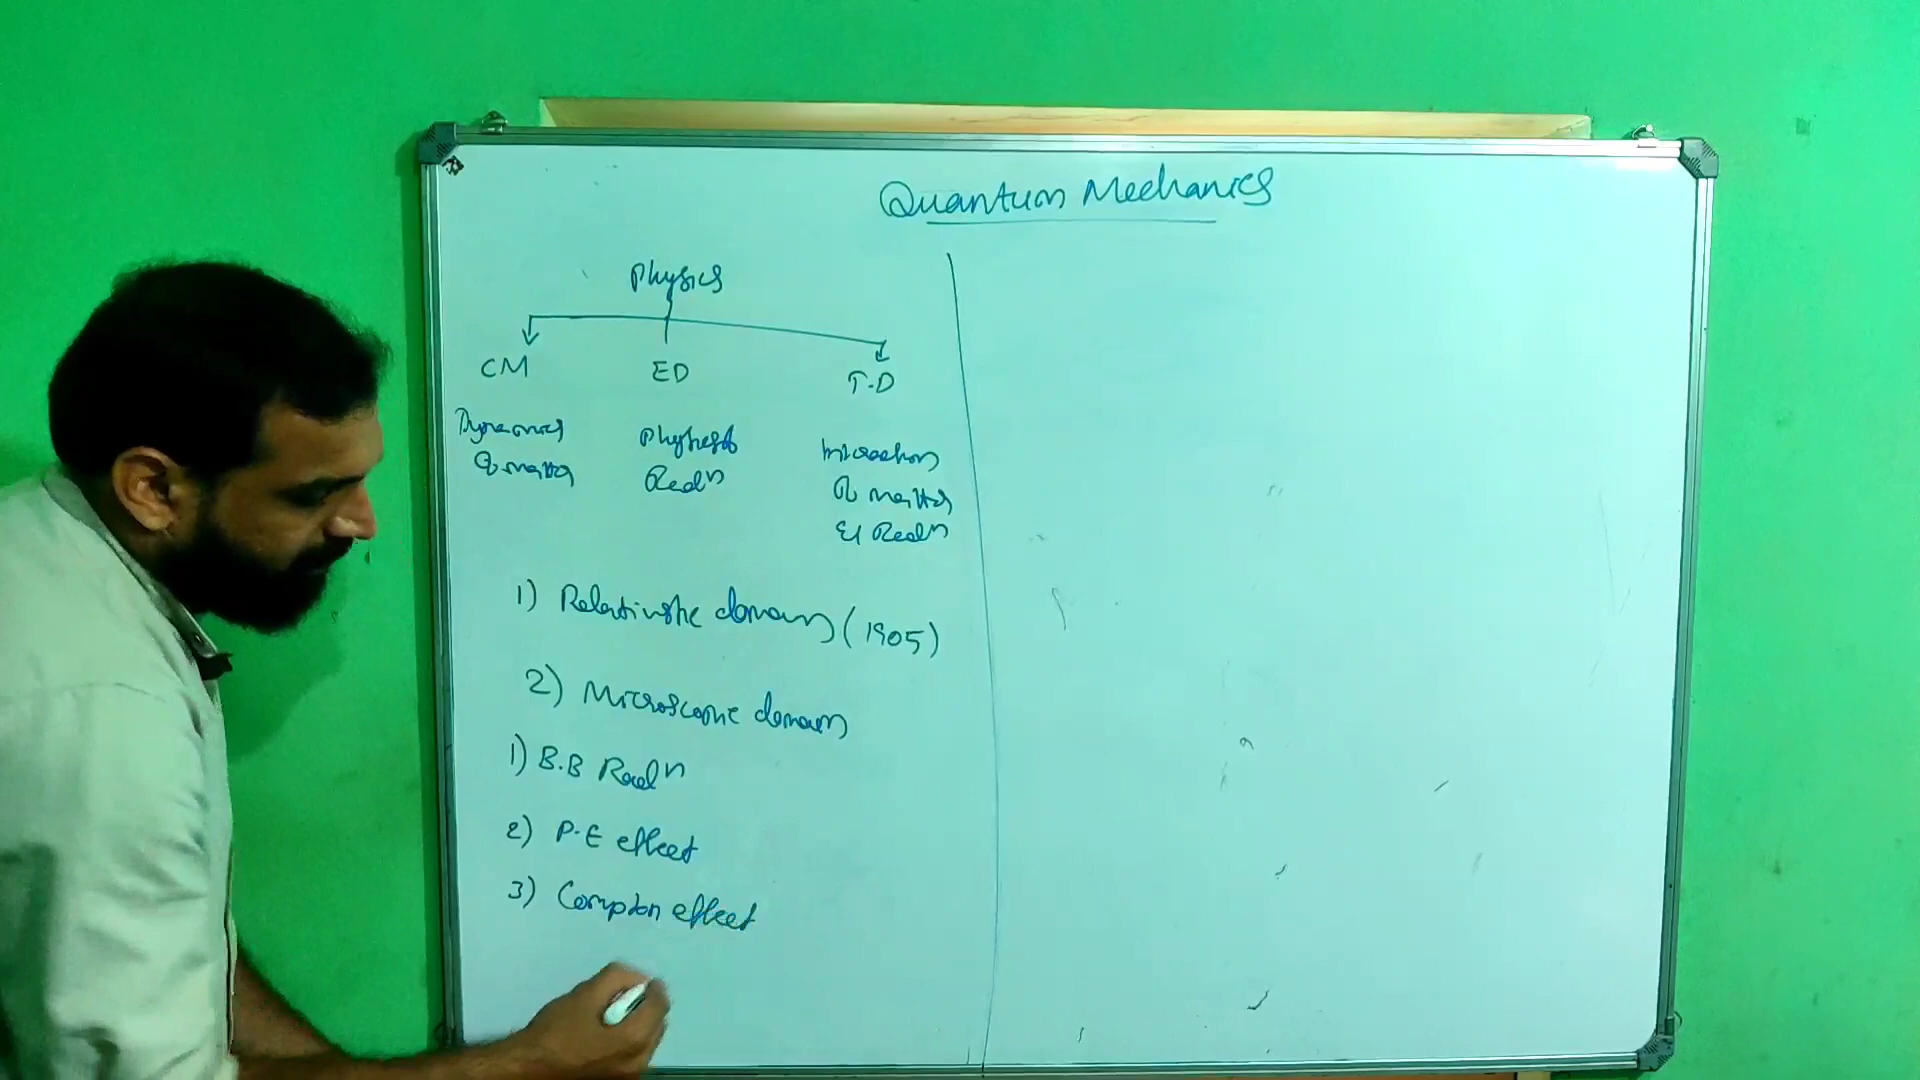 Quantum Mechanics
Physics
CM ED T.D
Dynamics Physics of Interaction
of matter Radn of matter
& Radn
1) Relativistic domain (1905)
2) Microscopic domain
1) B.B Radn
2) P.E effect
3) Compton effect